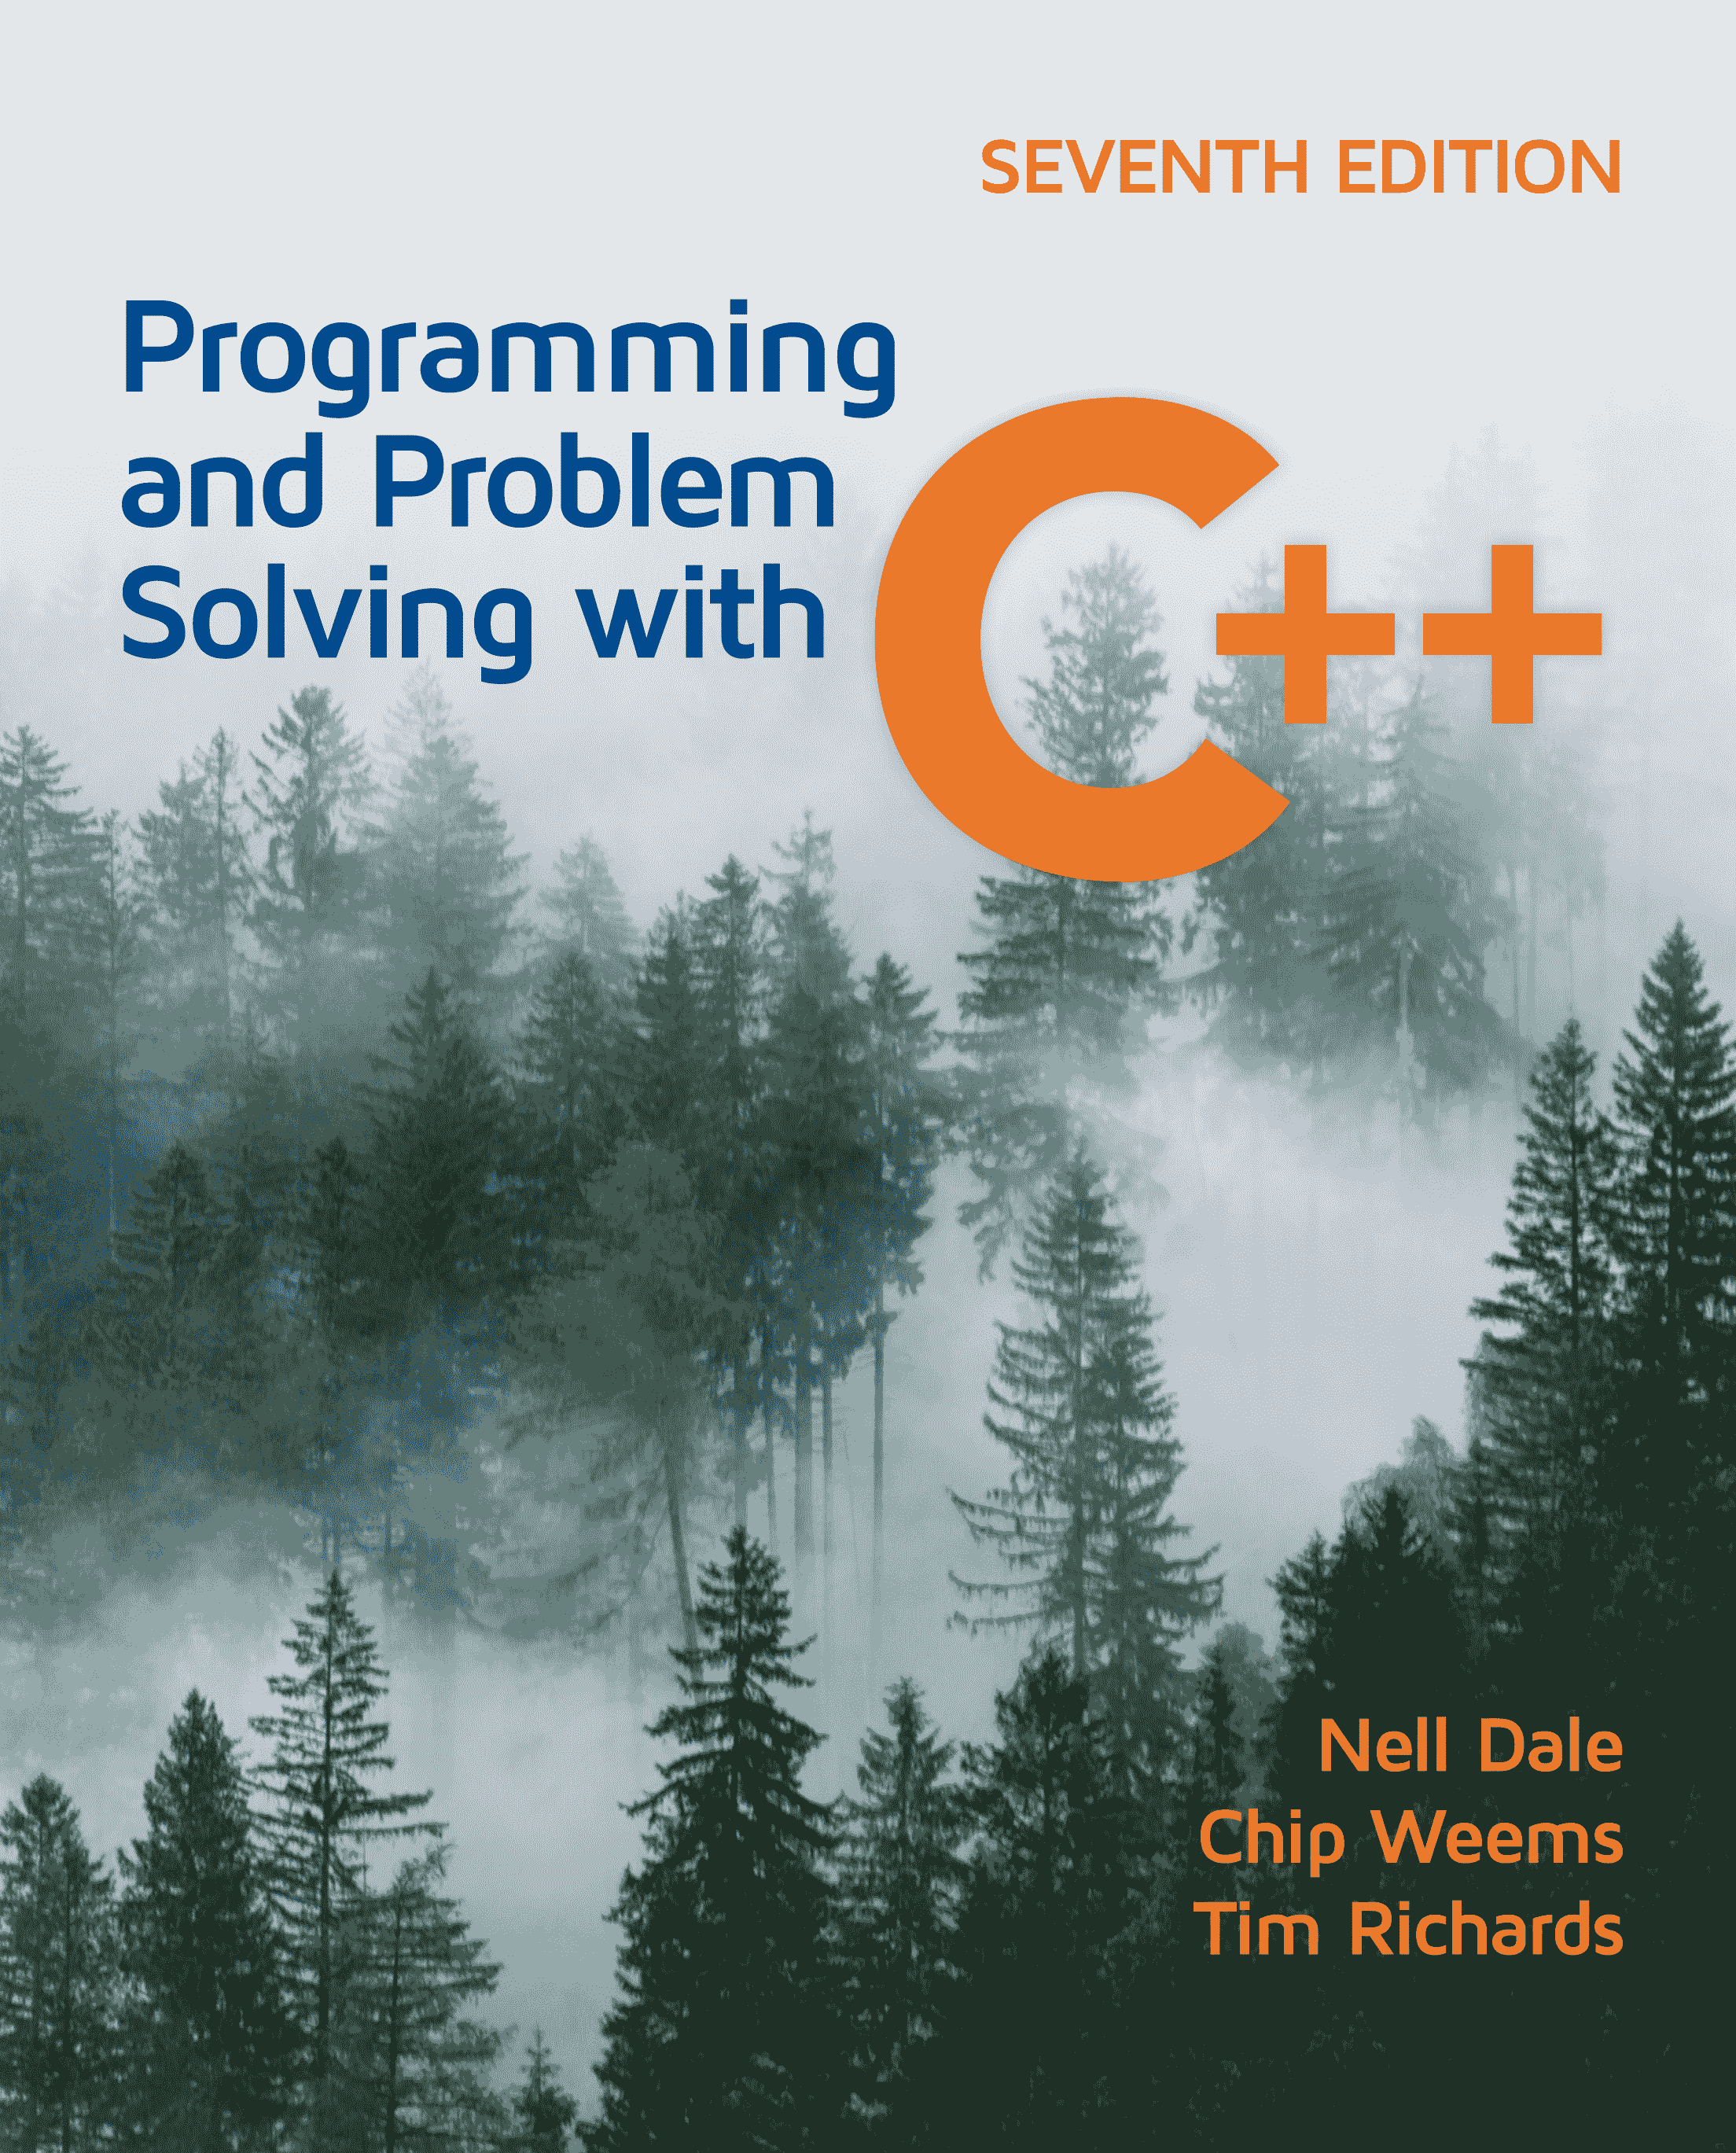 SEVENTH EDITION
Programming
and Problem
Solving with
C++
Nell Dale
Chip Weems
Tim Richards